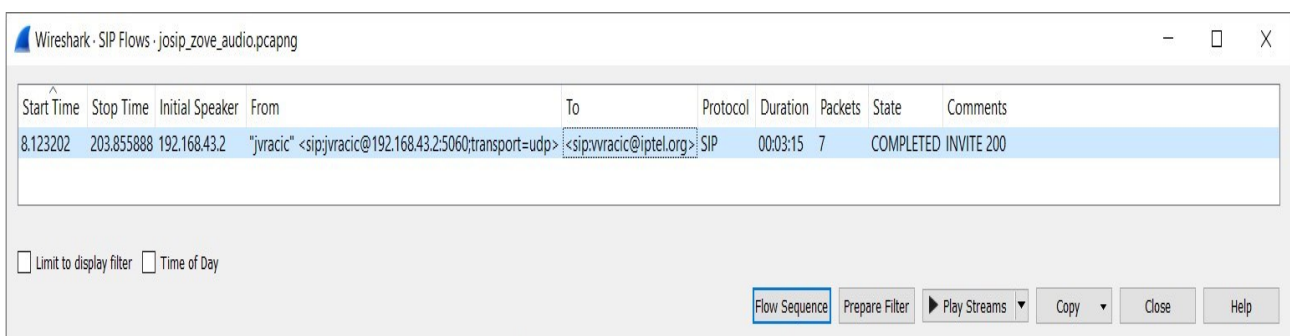 Wireshark · SIP Flows · josip_zove_audio.pcapng
Start Time Stop Time Initial Speaker From To Protocol Duration Packets State Comments
8.123202 203.855888 192.168.43.2 "jvracic" <sip:jvracic@192.168.43.2:5060;transport=udp> <sip:vvracic@iptel.org> SIP 00:03:15 7 COMPLETED INVITE 200
Limit to display filter Time of Day
Flow Sequence Prepare Filter Play Streams Copy Close Help